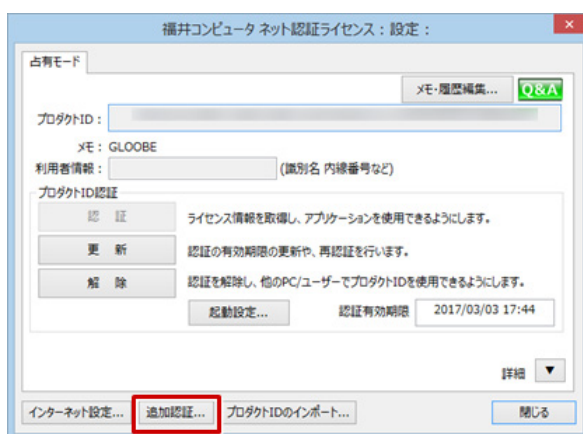 福井コンピュータ ネット認証ライセンス：設定：
占有モード
メモ・履歴編集... Q&A
プロダクトID：
メモ： GLOOBE
利用者情報： (識別名 内線番号など)
プロダクトID認証
認 証 ライセンス情報を取得し、アプリケーションを使用できるようにします。
更 新 認証の有効期限の更新や、再認証を行います。
解 除 認証を解除し、他のPC/ユーザーでプロダクトIDを使用できるようにします。
起動設定... 認証有効期限 2017/03/03 17:44
詳細 ▼
インターネット設定... 追加認証... プロダクトIDのインポート... 閉じる